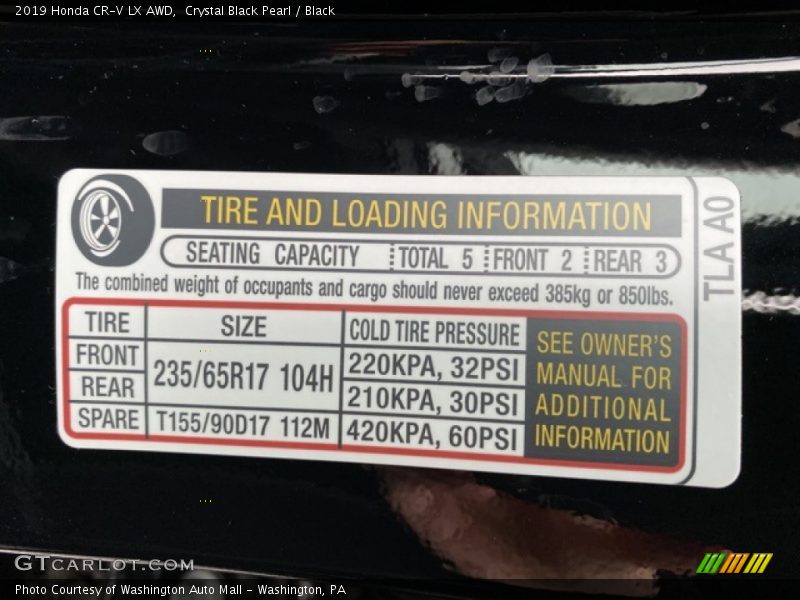 2019 Honda CR-V LX AWD,  Crystal Black Pearl / Black
TIRE AND LOADING INFORMATION
SEATING CAPACITY TOTAL 5 FRONT 2 REAR 3
The combined weight of occupants and cargo should never exceed 385kg or 850lbs.
TIRE SIZE COLD TIRE PRESSURE
FRONT 235/65R17 104H 220KPA, 32PSI
REAR 210KPA, 30PSI
SPARE T155/90D17 112M 420KPA, 60PSI
SEE OWNER'S
MANUAL FOR
ADDITIONAL
INFORMATION
TLA A0
GTCARLOT.COM
Photo Courtesy of Washington Auto Mall - Washington, PA